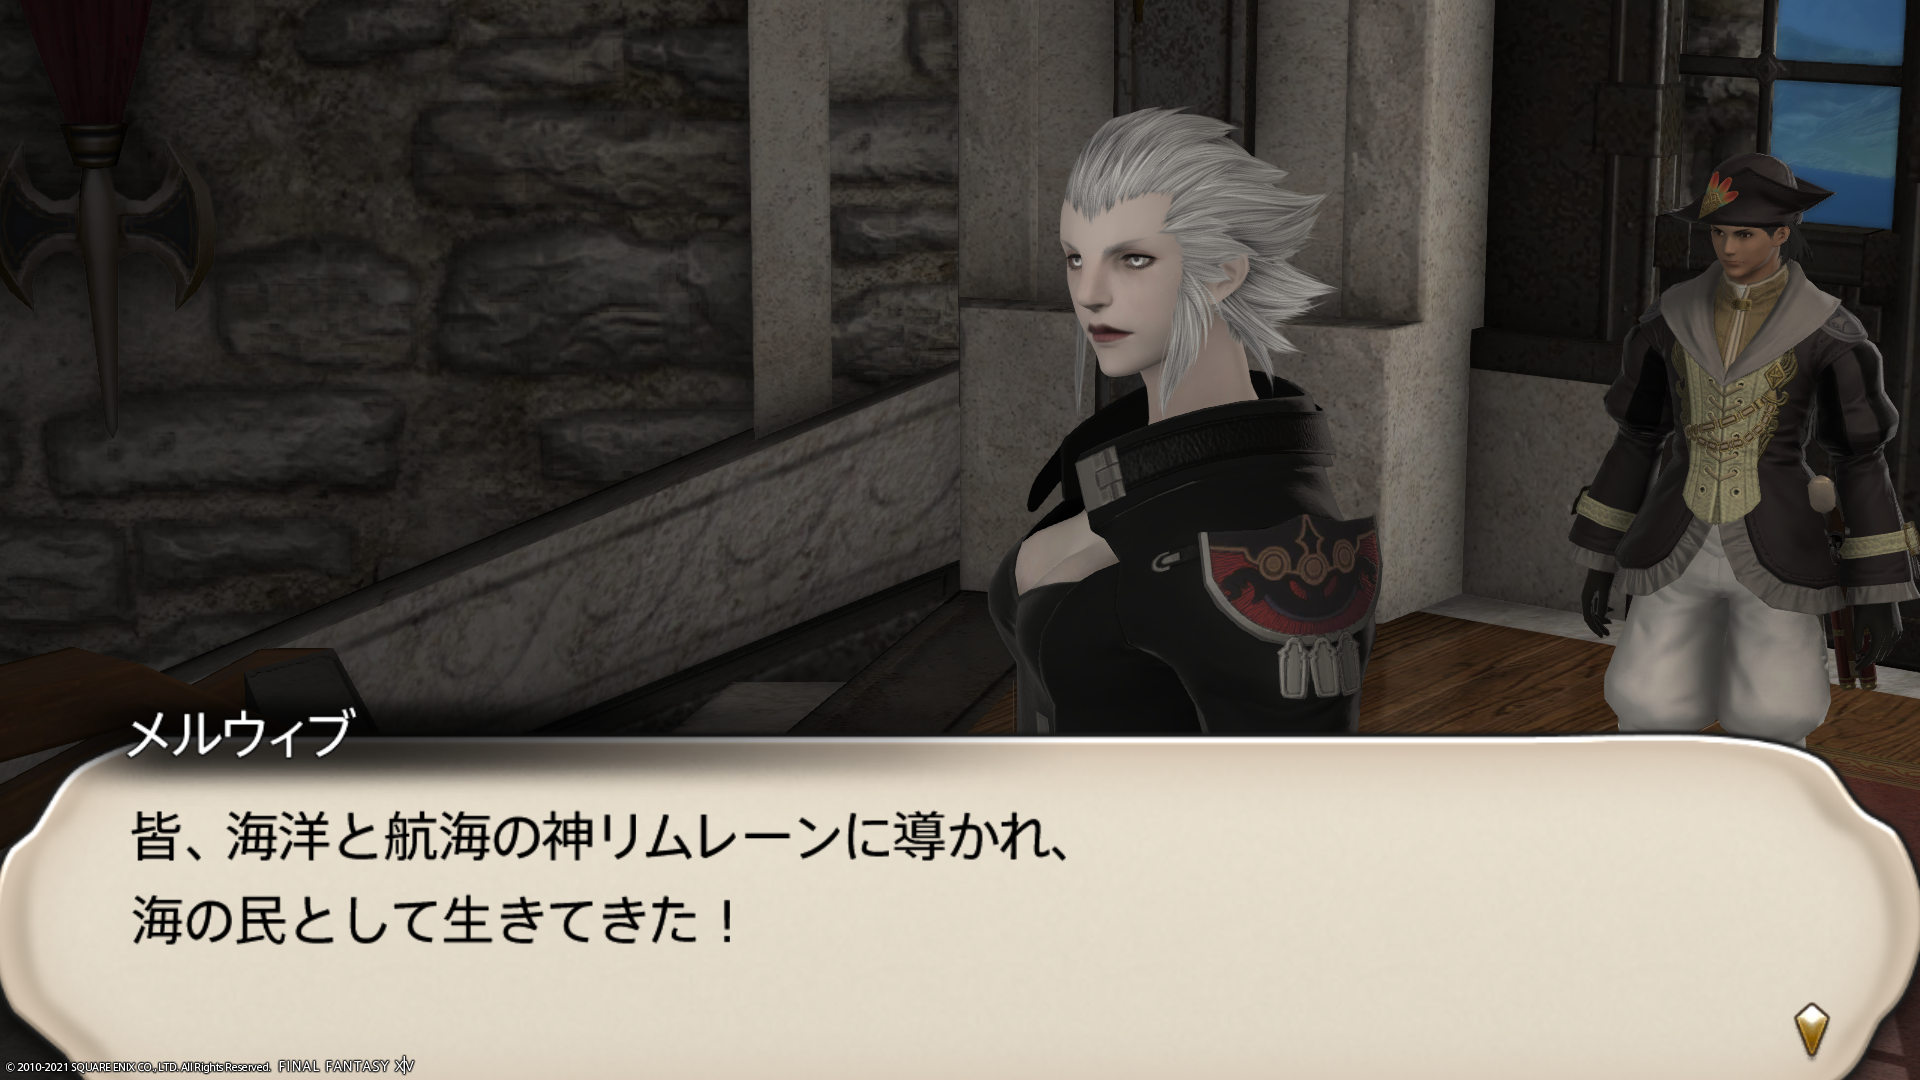 メルウィブ
皆、海洋と航海の神リムレーンに導かれ、
海の民として生きてきた！
© 2010-2021 SQUARE ENIX CO., LTD. All Rights Reserved. FINAL FANTASY XIV